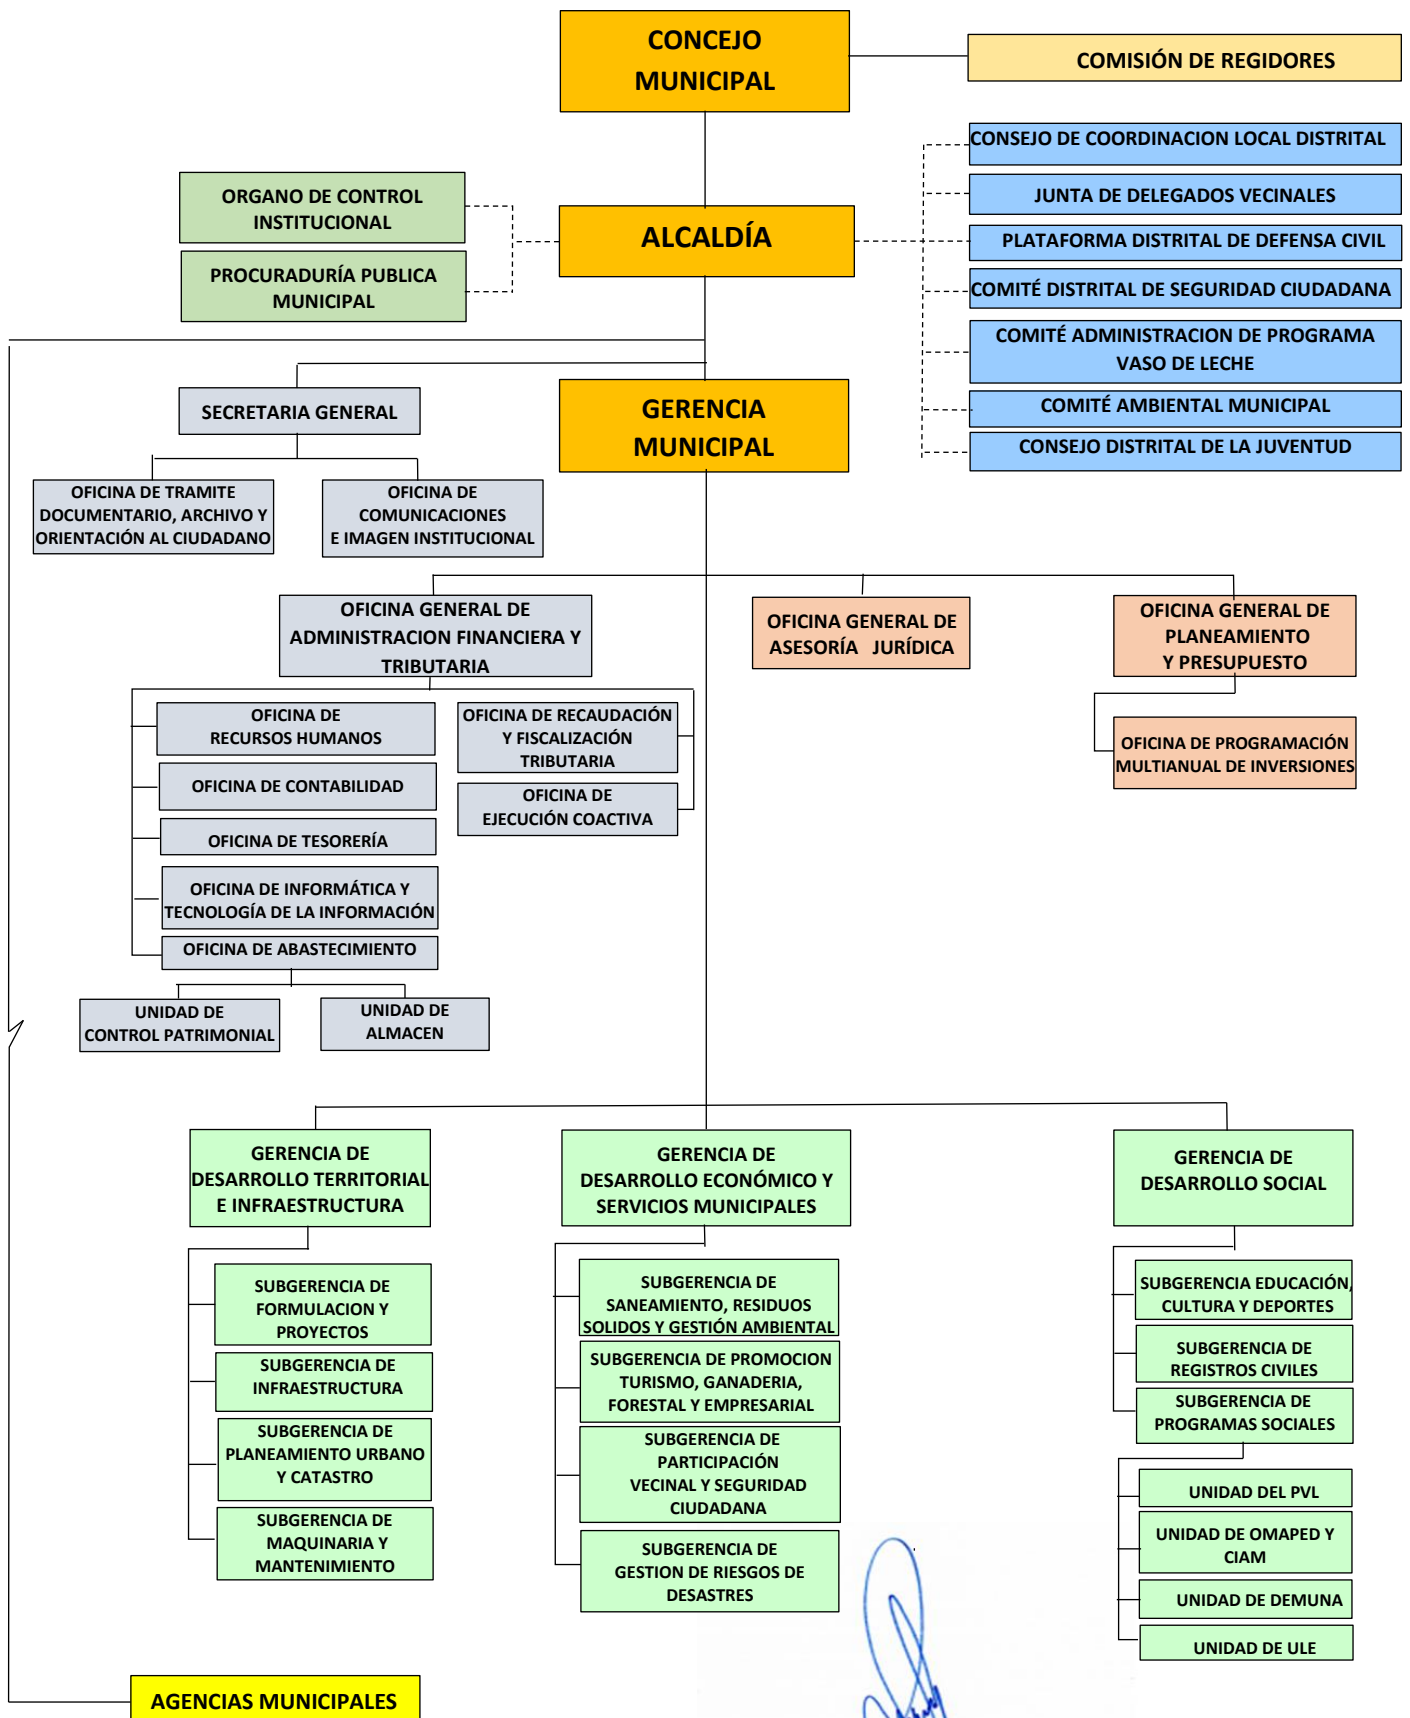 CONCEJO
MUNICIPAL
COMISIÓN DE REGIDORES
CONSEJO DE COORDINACION LOCAL DISTRITAL
JUNTA DE DELEGADOS VECINALES
PLATAFORMA DISTRITAL DE DEFENSA CIVIL
COMITÉ DISTRITAL DE SEGURIDAD CIUDADANA
COMITÉ ADMINISTRACION DE PROGRAMA
VASO DE LECHE
COMITÉ AMBIENTAL MUNICIPAL
CONSEJO DISTRITAL DE LA JUVENTUD
ORGANO DE CONTROL
INSTITUCIONAL
PROCURADURÍA PUBLICA
MUNICIPAL
ALCALDÍA
SECRETARIA GENERAL
GERENCIA
MUNICIPAL
OFICINA DE TRAMITE
DOCUMENTARIO, ARCHIVO Y
ORIENTACIÓN AL CIUDADANO
OFICINA DE
COMUNICACIONES
E IMAGEN INSTITUCIONAL
OFICINA GENERAL DE
ADMINISTRACION FINANCIERA Y
TRIBUTARIA
OFICINA GENERAL DE
ASESORÍA JURÍDICA
OFICINA GENERAL DE
PLANEAMIENTO
Y PRESUPUESTO
OFICINA DE
RECURSOS HUMANOS
OFICINA DE CONTABILIDAD
OFICINA DE TESORERÍA
OFICINA DE INFORMÁTICA Y
TECNOLOGÍA DE LA INFORMACIÓN
OFICINA DE ABASTECIMIENTO
OFICINA DE RECAUDACIÓN
Y FISCALIZACIÓN
TRIBUTARIA
OFICINA DE
EJECUCIÓN COACTIVA
OFICINA DE PROGRAMACIÓN
MULTIANUAL DE INVERSIONES
UNIDAD DE
CONTROL PATRIMONIAL
UNIDAD DE
ALMACEN
GERENCIA DE
DESARROLLO TERRITORIAL
E INFRAESTRUCTURA
SUBGERENCIA DE
FORMULACION Y
PROYECTOS
SUBGERENCIA DE
INFRAESTRUCTURA
SUBGERENCIA DE
PLANEAMIENTO URBANO
Y CATASTRO
SUBGERENCIA DE
MAQUINARIA Y
MANTENIMIENTO
GERENCIA DE
DESARROLLO ECONÓMICO Y
SERVICIOS MUNICIPALES
SUBGERENCIA DE
SANEAMIENTO, RESIDUOS
SOLIDOS Y GESTIÓN AMBIENTAL
SUBGERENCIA DE PROMOCION
TURISMO, GANADERIA,
FORESTAL Y EMPRESARIAL
SUBGERENCIA DE
PARTICIPACIÓN
VECINAL Y SEGURIDAD
CIUDADANA
SUBGERENCIA DE
GESTION DE RIESGOS DE
DESASTRES
GERENCIA DE
DESARROLLO SOCIAL
SUBGERENCIA EDUCACIÓN,
CULTURA Y DEPORTES
SUBGERENCIA DE
REGISTROS CIVILES
SUBGERENCIA DE
PROGRAMAS SOCIALES
UNIDAD DEL PVL
UNIDAD DE OMAPED Y
CIAM
UNIDAD DE DEMUNA
UNIDAD DE ULE
AGENCIAS MUNICIPALES